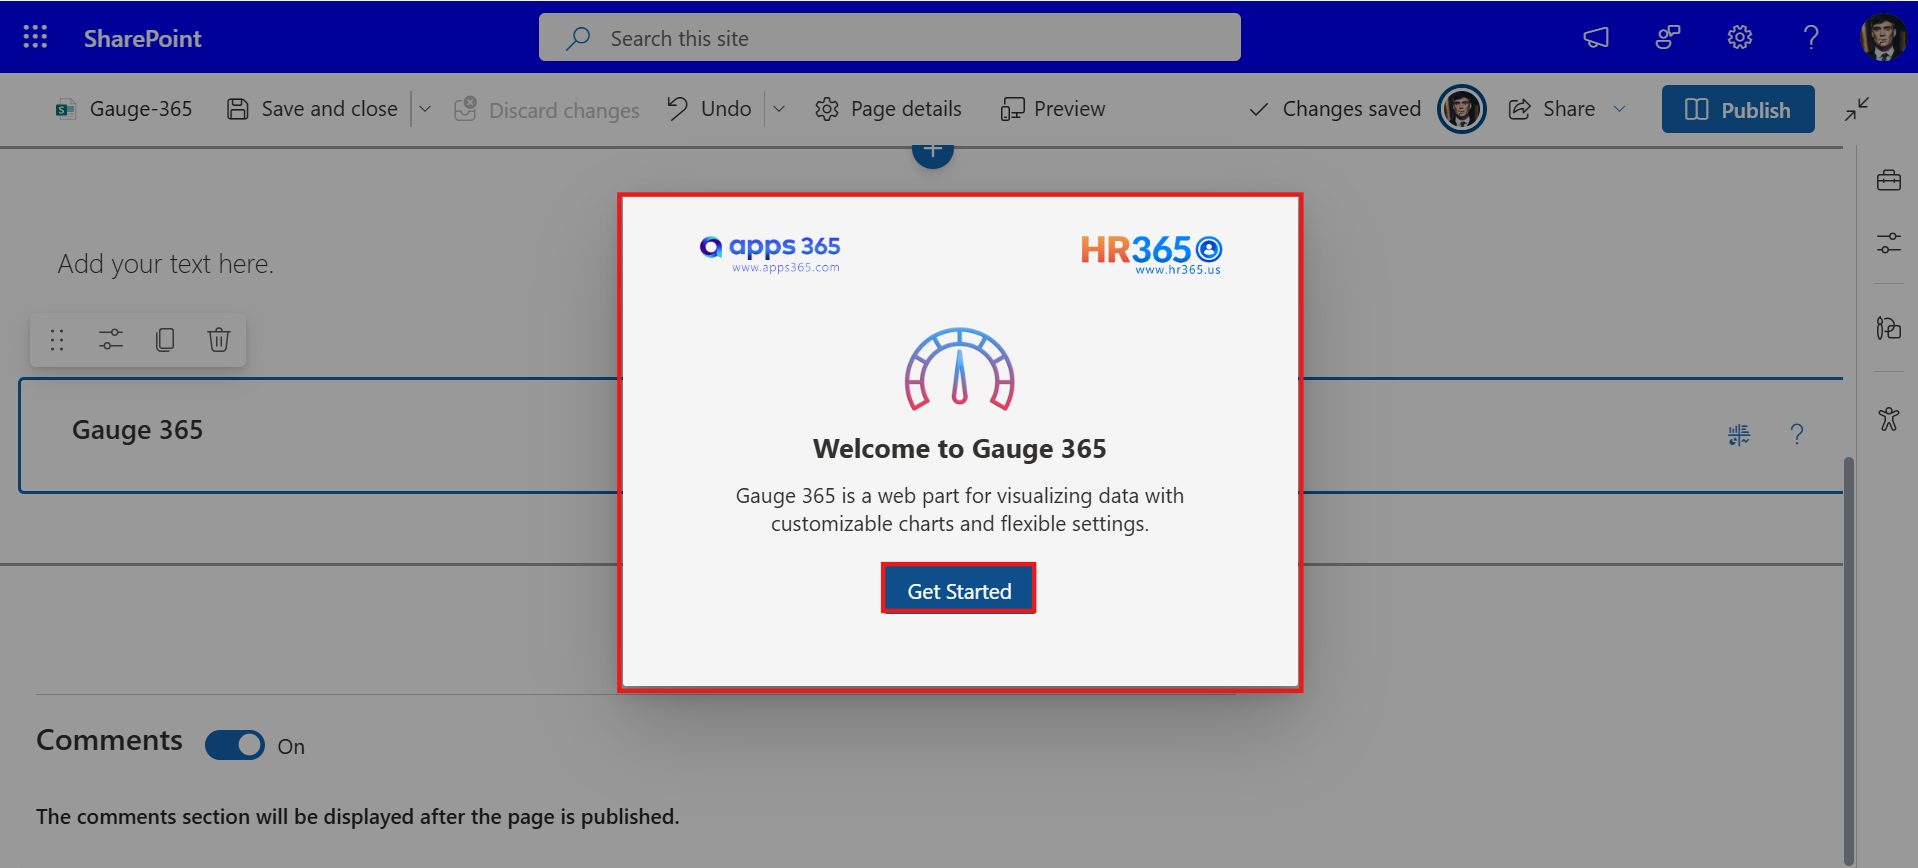 SharePoint
Search this site
Gauge-365
Save and close
Discard changes
Undo
Page details
Preview
Changes saved
Share
Publish
Add your text here.
apps 365
www.apps365.com
HR365
www.hr365.us
Gauge 365
Welcome to Gauge 365
Gauge 365 is a web part for visualizing data with
customizable charts and flexible settings.
Get Started
Comments
On
The comments section will be displayed after the page is published.